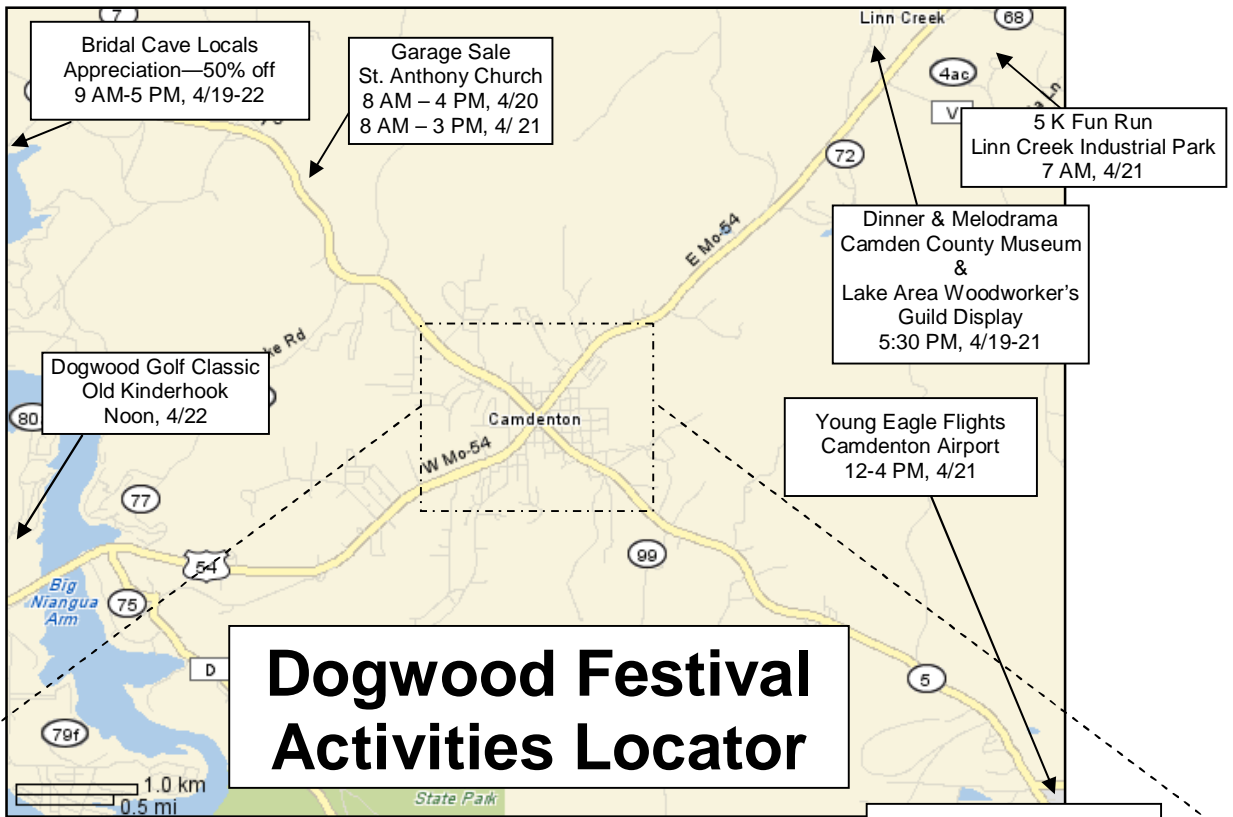 7
Linn Creek
68
Bridal Cave Locals
Appreciation—50% off
9 AM-5 PM, 4/19-22
Garage Sale
St. Anthony Church
8 AM – 4 PM, 4/20
8 AM – 3 PM, 4/ 21
4ac
V
Ln
5 K Fun Run
Linn Creek Industrial Park
7 AM, 4/21
72
Dinner & Melodrama
Camden County Museum
&
Lake Area Woodworker's
Guild Display
5:30 PM, 4/19-21
E Mo-54
Rd
Dogwood Golf Classic
Old Kinderhook
Noon, 4/22
80
Camdenton
Young Eagle Flights
Camdenton Airport
12-4 PM, 4/21
W Mo-54
77
54
99
Big
Niangua
Arm
75
D
5
Dogwood Festival
Activities Locator
79f
1.0 km
0.5 mi
State Park